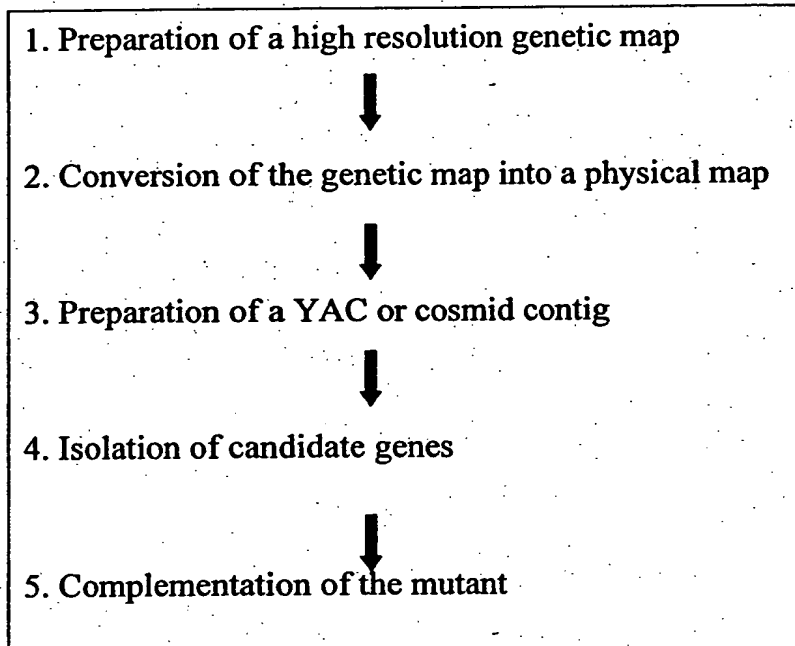 1. Preparation of a high resolution genetic map
2. Conversion of the genetic map into a physical map
3. Preparation of a YAC or cosmid contig
4. Isolation of candidate genes
5. Complementation of the mutant